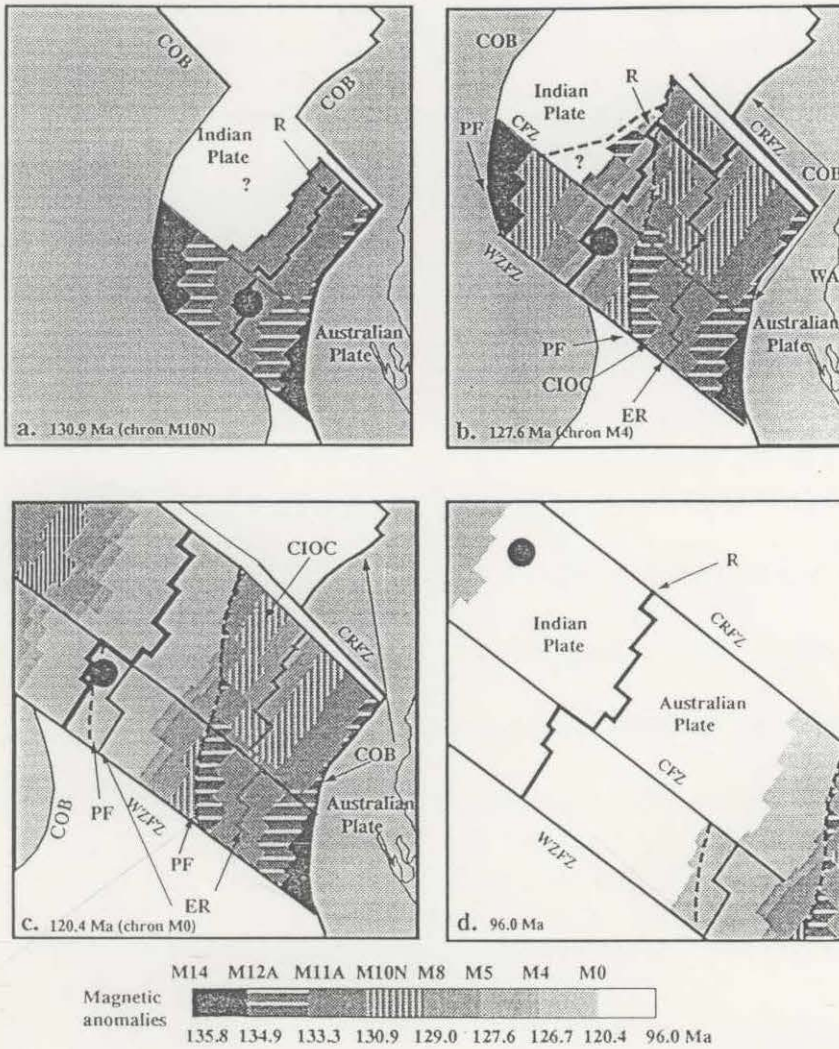 COB
COB
Indian
Plate
?
R
Australian
Plate
a. 130.9 Ma (chron M10N)
COB
R
Indian
Plate
CFZ
PF
?
CRFZ
COB
WZFZ
WA
Australian
Plate
PF
CIOC
ER
b. 127.6 Ma (chron M4)
CIOC
CRFZ
COB
COB
PF
WZFZ
PF
Australian
Plate
ER
c. 120.4 Ma (chron M0)
R
Indian
Plate
CRFZ
Australian
Plate
CFZ
WZFZ
d. 96.0 Ma
M14 M12A M11A M10N M8 M5 M4 M0
Magnetic
anomalies
135.8 134.9 133.3 130.9 129.0 127.6 126.7 120.4 96.0 Ma